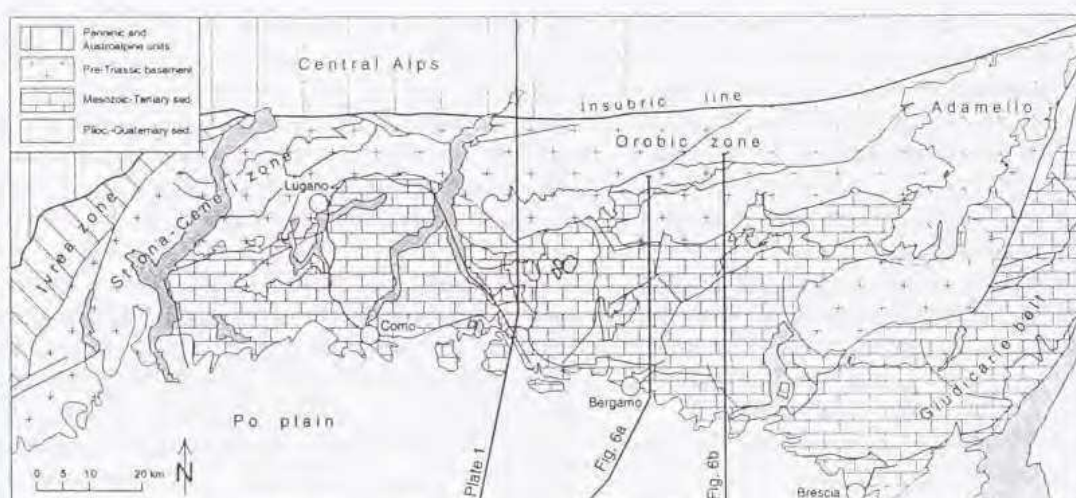 Penninic and
Austroalpine units
Pre-Triassic basement
Mesozoic-Tertiary sed.
Plioc.-Quaternary sed.
Central Alps
Insubric line
Adamello
Orobic zone
Lugano
Ivrea zone
Strona-Ceneri zone
Como
Bergamo
Giudicarie belt
Po plain
Plate 1
Fig. 6a
Fig. 6b
Brescia
0 5 10 20 km
N